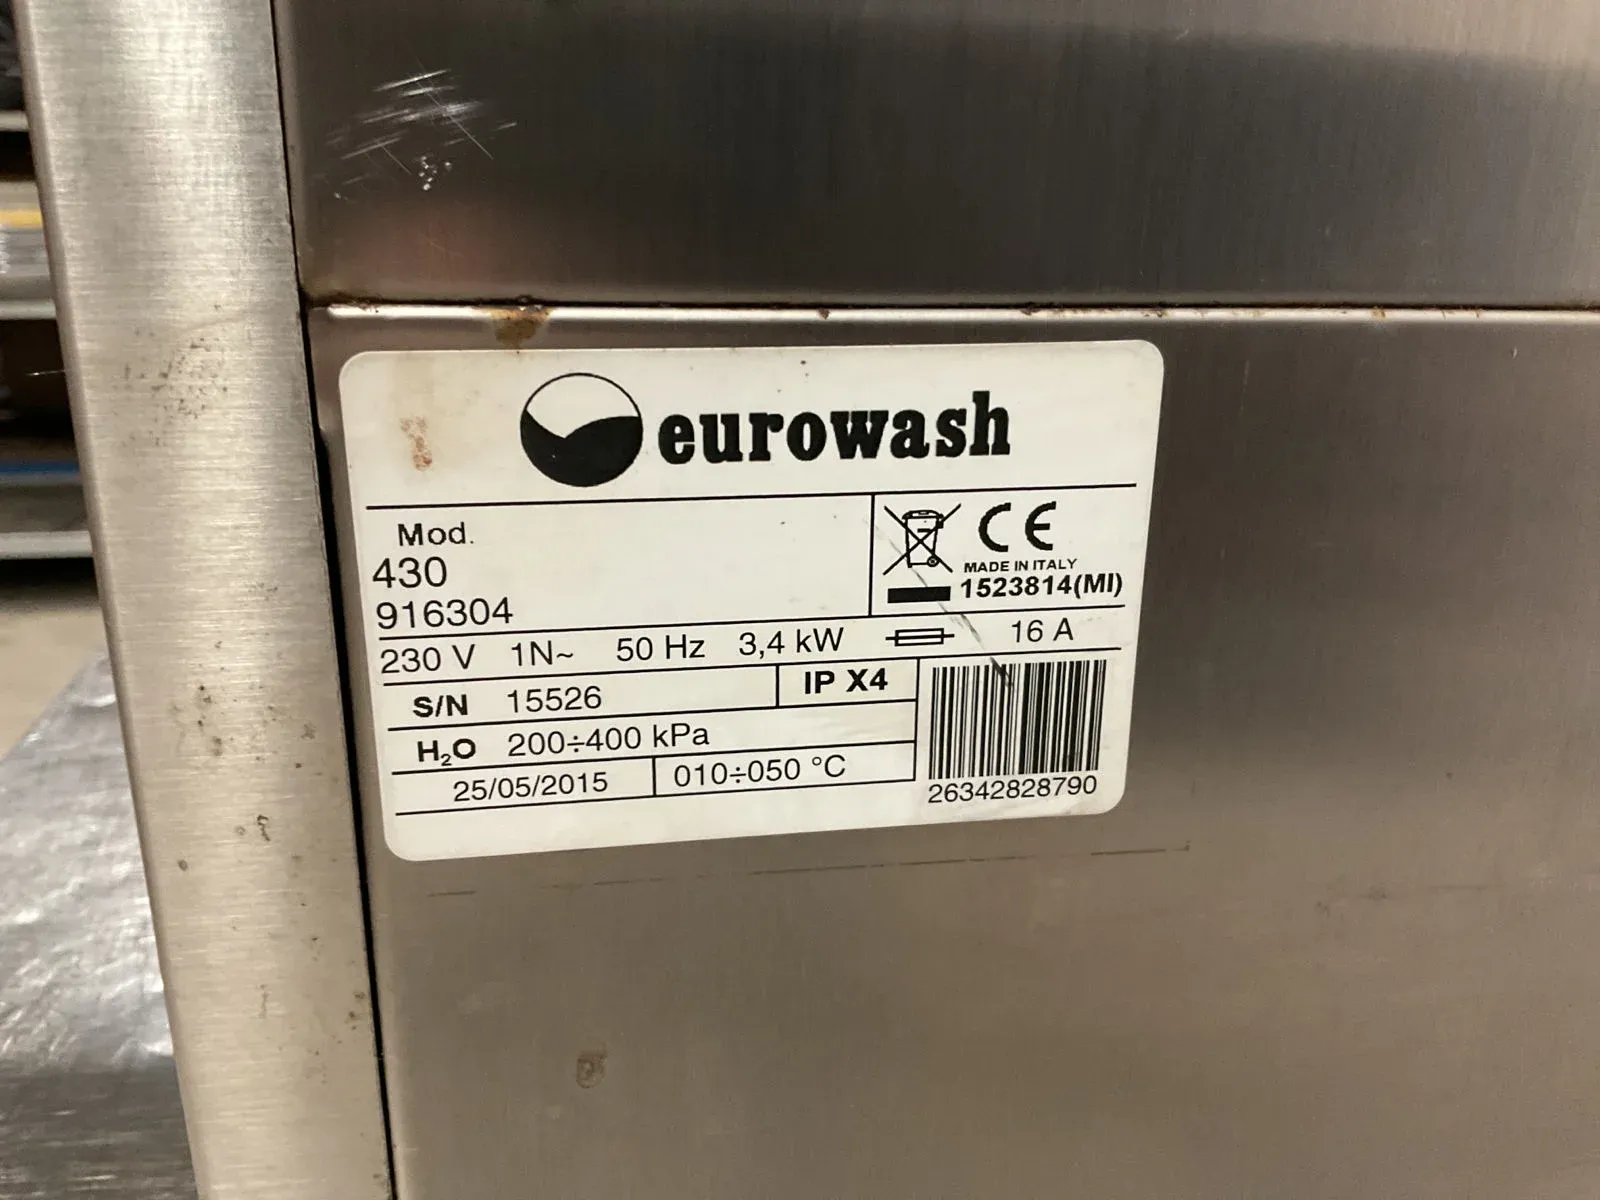 eurowash
Mod.
430
916304
CE
MADE IN ITALY
1523814(MI)
230 V 1N~ 50 Hz 3,4 kW 16 A
S/N 15526 IP X4
H₂O 200÷400 kPa
25/05/2015 010÷050 °C
26342828790